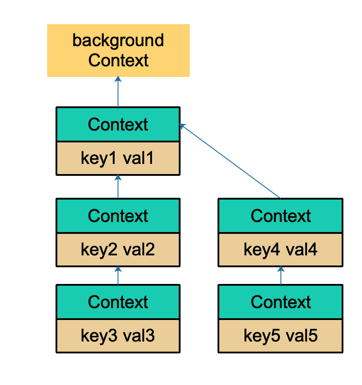 background
Context
Context
key1 val1
Context
key2 val2
Context
key4 val4
Context
key3 val3
Context
key5 val5